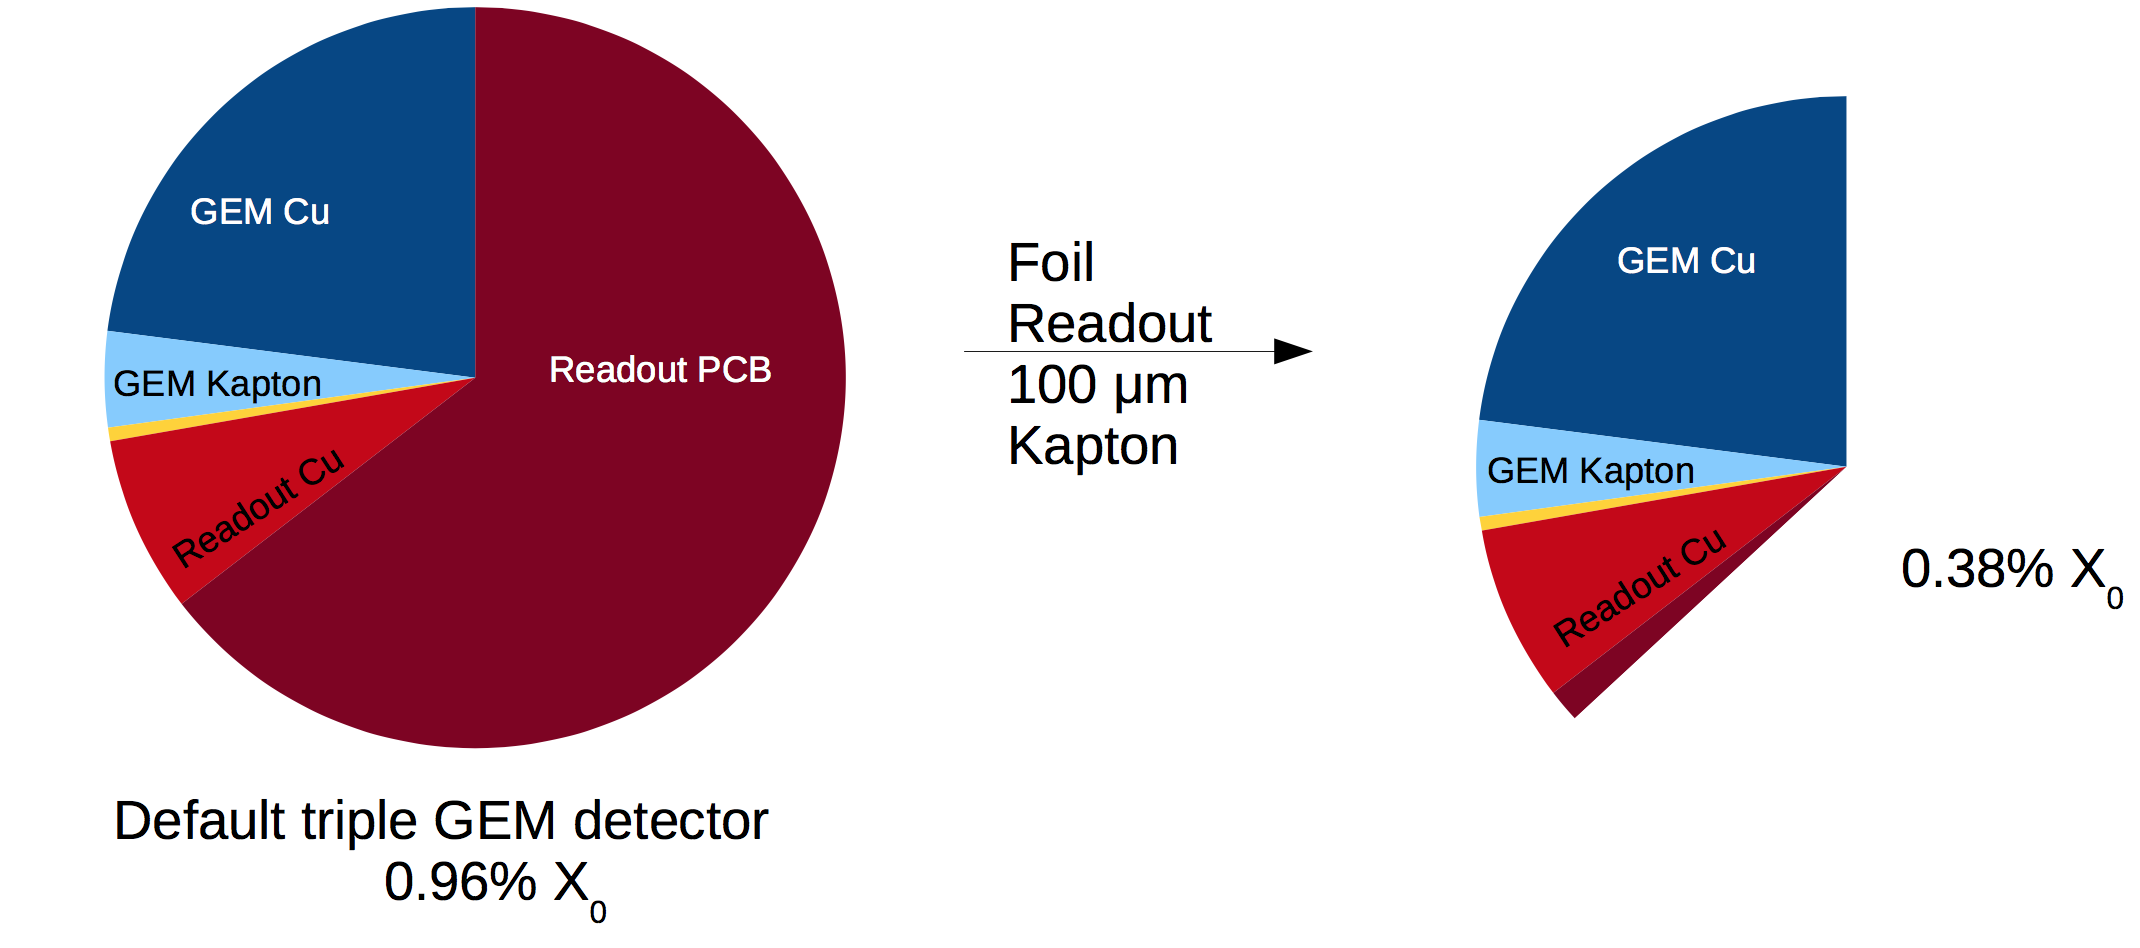 GEM Cu
GEM Kapton
Readout Cu
Readout PCB
Default triple GEM detector
0.96% X₀
Foil
Readout
100 μm
Kapton
GEM Cu
GEM Kapton
Readout Cu
0.38% X₀